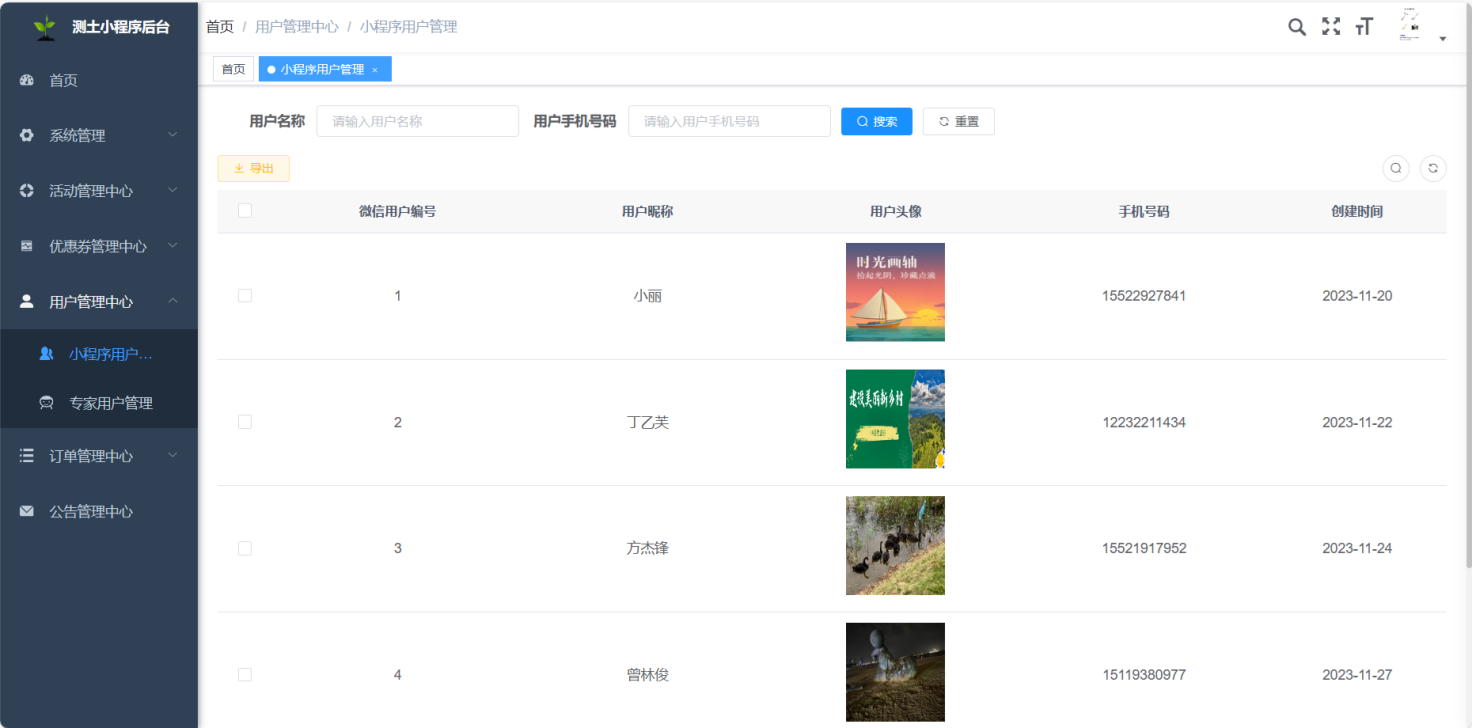 测土小程序后台
首页 / 用户管理中心 / 小程序用户管理
首页
小程序用户管理 ×
首页
系统管理
活动管理中心
优惠券管理中心
用户管理中心
小程序用户…
专家用户管理
订单管理中心
公告管理中心
用户名称 请输入用户名称 用户手机号码 请输入用户手机号码 搜索 重置
导出
微信用户编号 用户昵称 用户头像 手机号码 创建时间
时光画轴
拾起光阴，珍藏点滴
1 小丽 15522927841 2023-11-20
建设美丽新乡村
2 丁乙芙 12232211434 2023-11-22
3 方杰锋 15521917952 2023-11-24
4 曾林俊 15119380977 2023-11-27